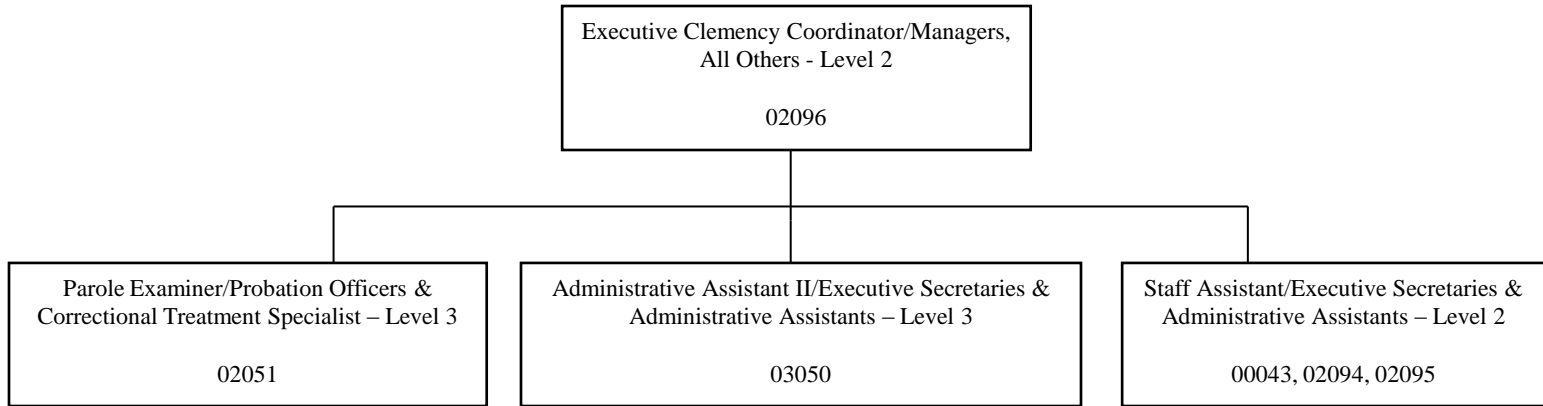 Executive Clemency Coordinator/Managers,
All Others - Level 2
02096
Parole Examiner/Probation Officers &
Correctional Treatment Specialist – Level 3
02051
Administrative Assistant II/Executive Secretaries &
Administrative Assistants – Level 3
03050
Staff Assistant/Executive Secretaries &
Administrative Assistants – Level 2
00043, 02094, 02095